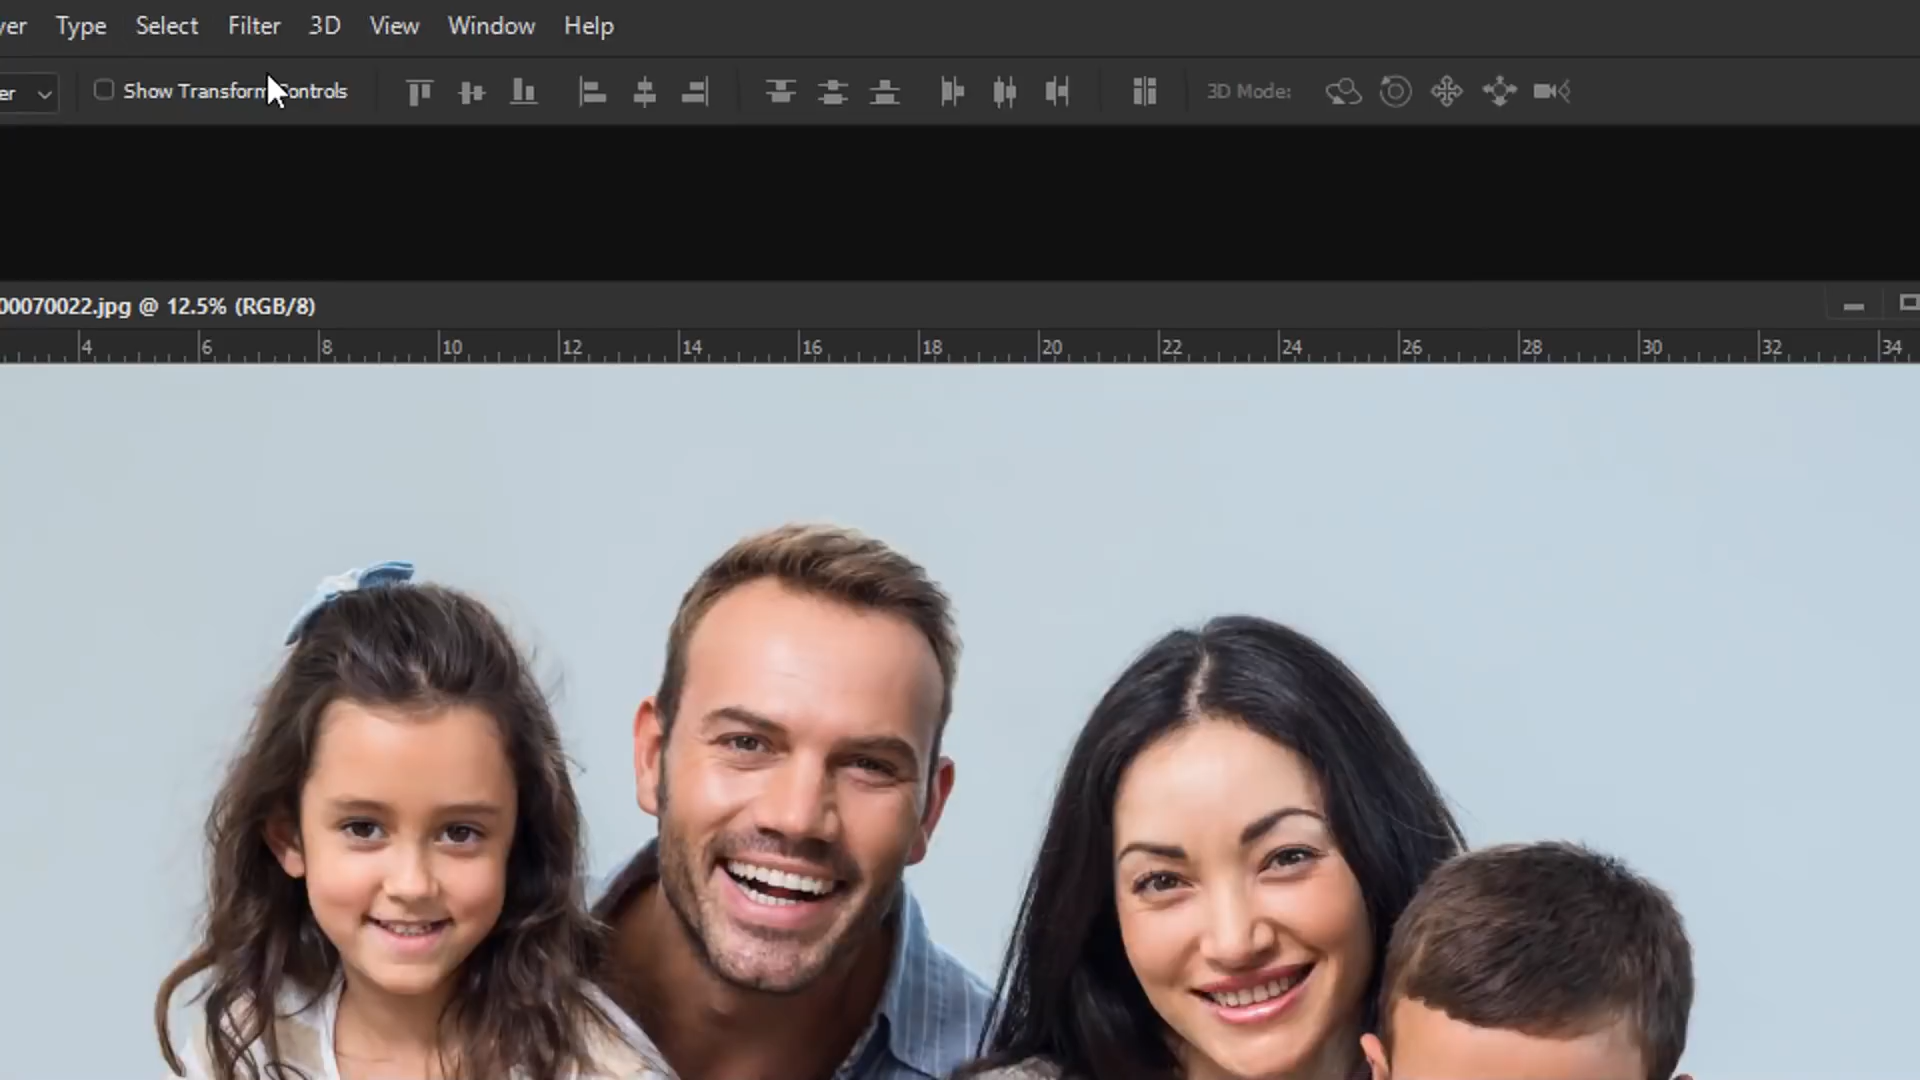 yer Type Select Filter 3D View Window Help
er Show Transform Controls 3D Mode:
00070022.jpg @ 12.5% (RGB/8)
4 6 8 10 12 14 16 18 20 22 24 26 28 30 32 34